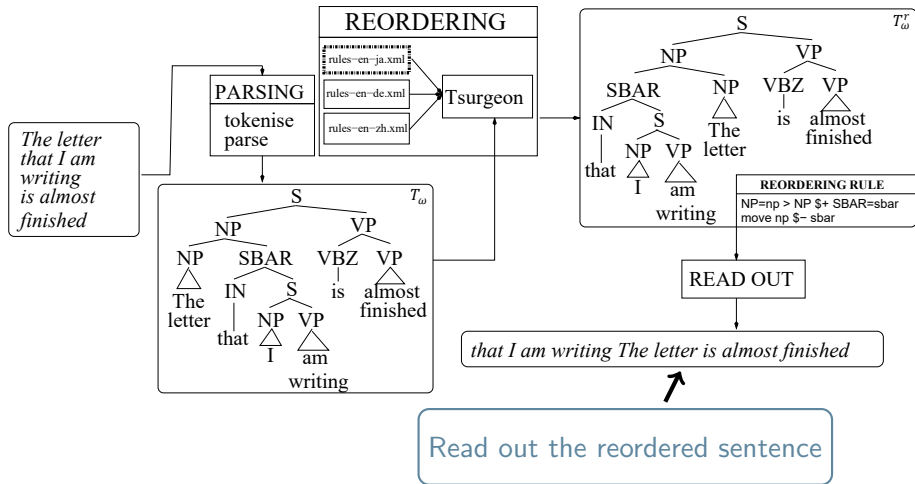 REORDERING
rules-en-ja.xml
rules-en-de.xml
rules-en-zh.xml
Tsurgeon
PARSING
tokenise
parse
The letter
that I am
writing
is almost
finished
Tω
S
NP VP
NP SBAR VBZ VP
The
letter
IN S is almost
finished
that NP VP
I am
writing
Tωr
S
NP VP
SBAR NP VBZ VP
IN S The
letter
is almost
finished
that NP VP
I am
writing
REORDERING RULE
NP=np > NP $+ SBAR=sbar
move np $− sbar
READ OUT
that I am writing The letter is almost finished
Read out the reordered sentence